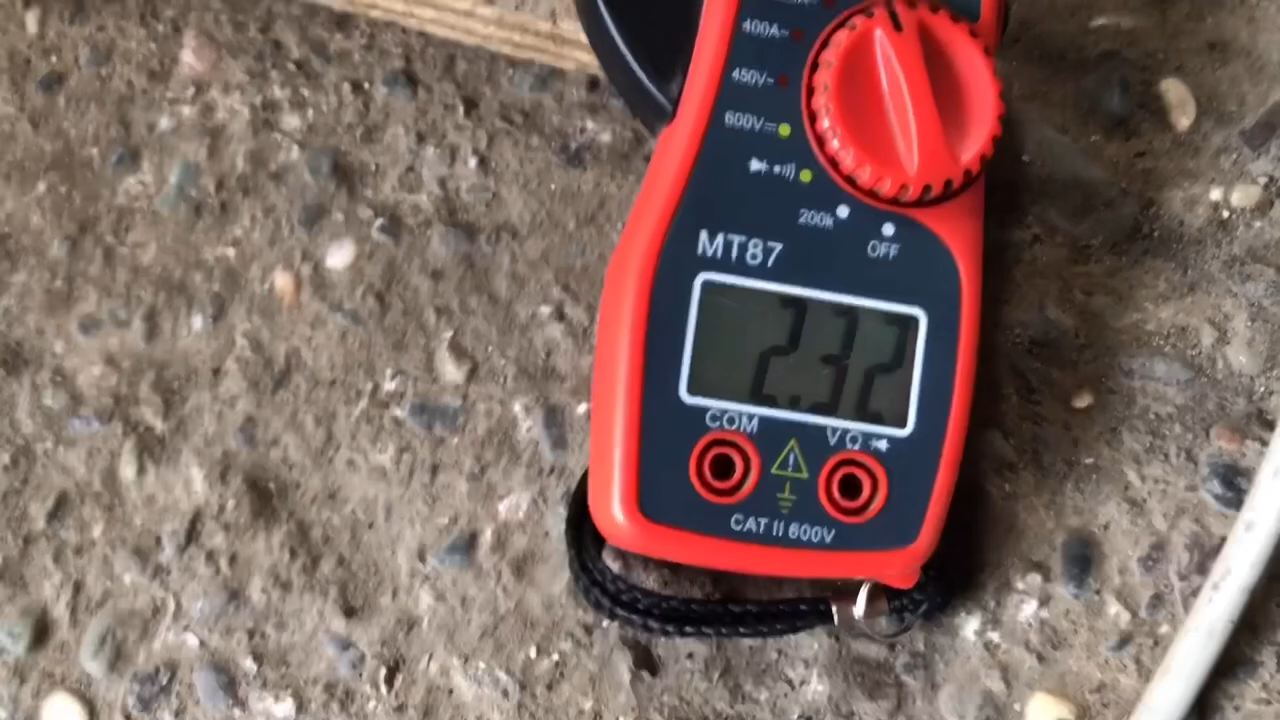 400A~
450V~
600V⎓
200k
OFF
MT87
2.32
COM
VΩ
CAT II 600V